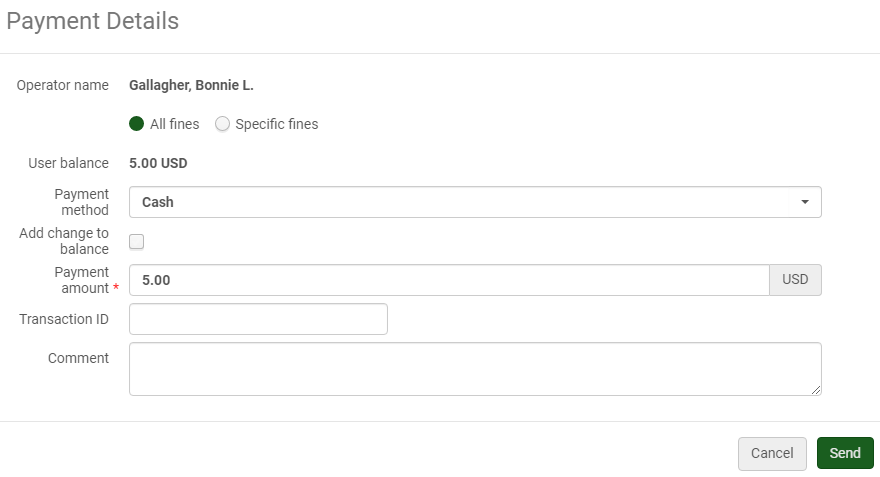 Payment Details
Operator name Gallagher, Bonnie L.
All fines Specific fines
User balance 5.00 USD
Payment
method Cash
Add change to
balance
Payment
amount * 5.00 USD
Transaction ID
Comment
Cancel Send